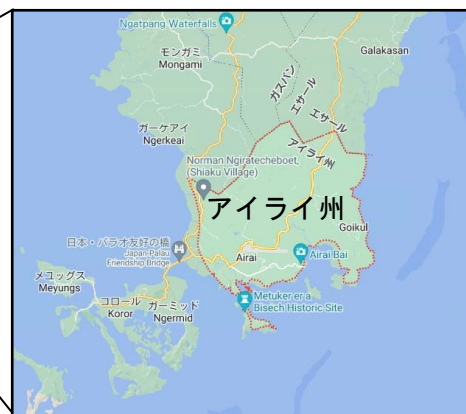 Ngatpang Waterfalls
モンガミ
Mongami
Galakasan
ガスパン
エサール
エサール
アイライ州
ガーケアイ
Ngerkeai
Norman Ngiratecheboet,
(Shiaku Village)
アイライ州
Goikul
日本・パラオ友好の橋
Japan-Palau
Friendship Bridge
Airai
Airai Bai
メユッグス
Meyungs
Metuker er a
Bisech Historic Site
コロール
Koror
ガーミッド
Ngermid